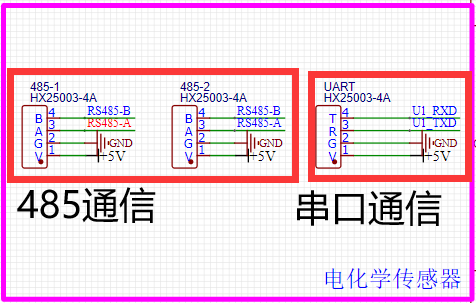 485-1
HX25003-4A
B 4 RS485-B
A 3 RS485-A
G 2 GND
V 1 +5V
485-2
HX25003-4A
B 4 RS485-B
A 3 RS485-A
G 2 GND
V 1 +5V
UART
HX25003-4A
T 4 U1_RXD
R 3 U1_TXD
G 2 GND
V 1 +5V
485通信
串口通信
电化学传感器